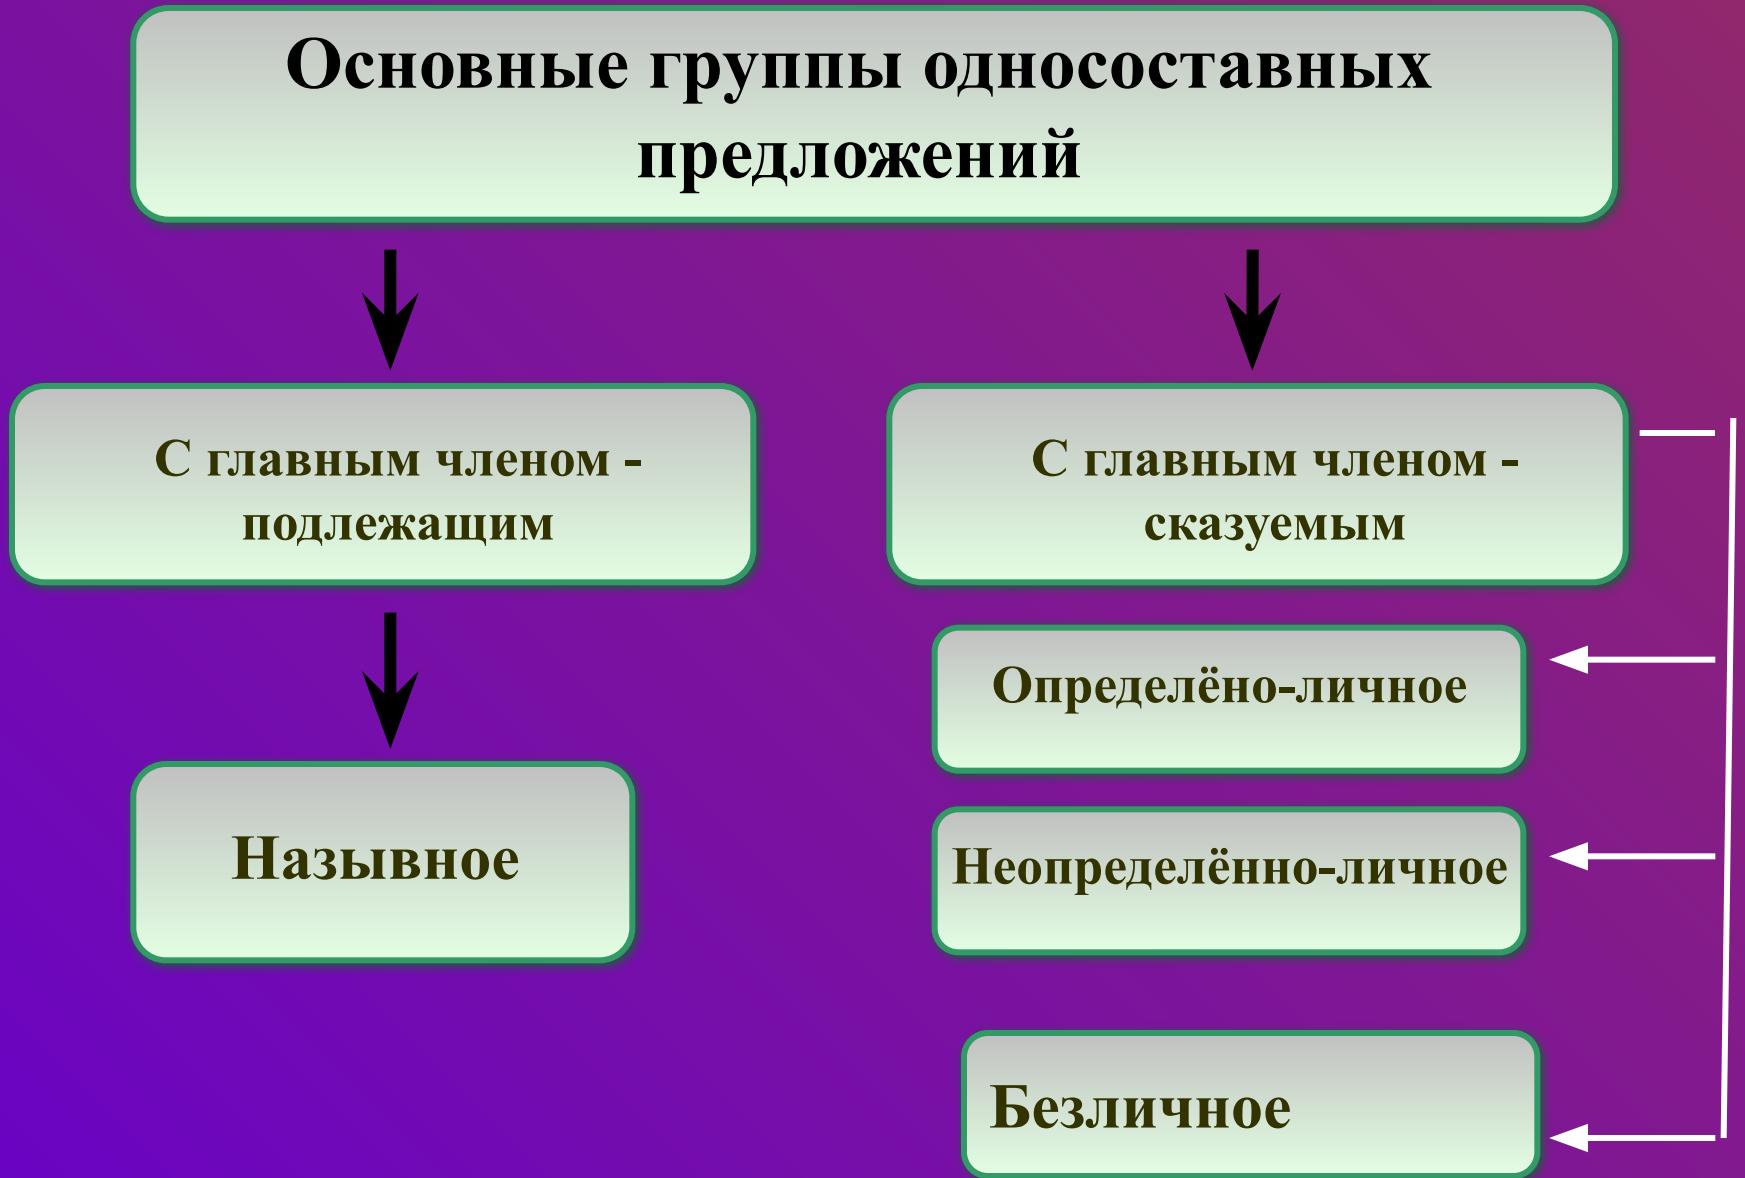 Основные группы односоставных
предложений
С главным членом -
подлежащим
С главным членом -
сказуемым
Определёно-личное
Неопределённо-личное
Назывное
Безличное